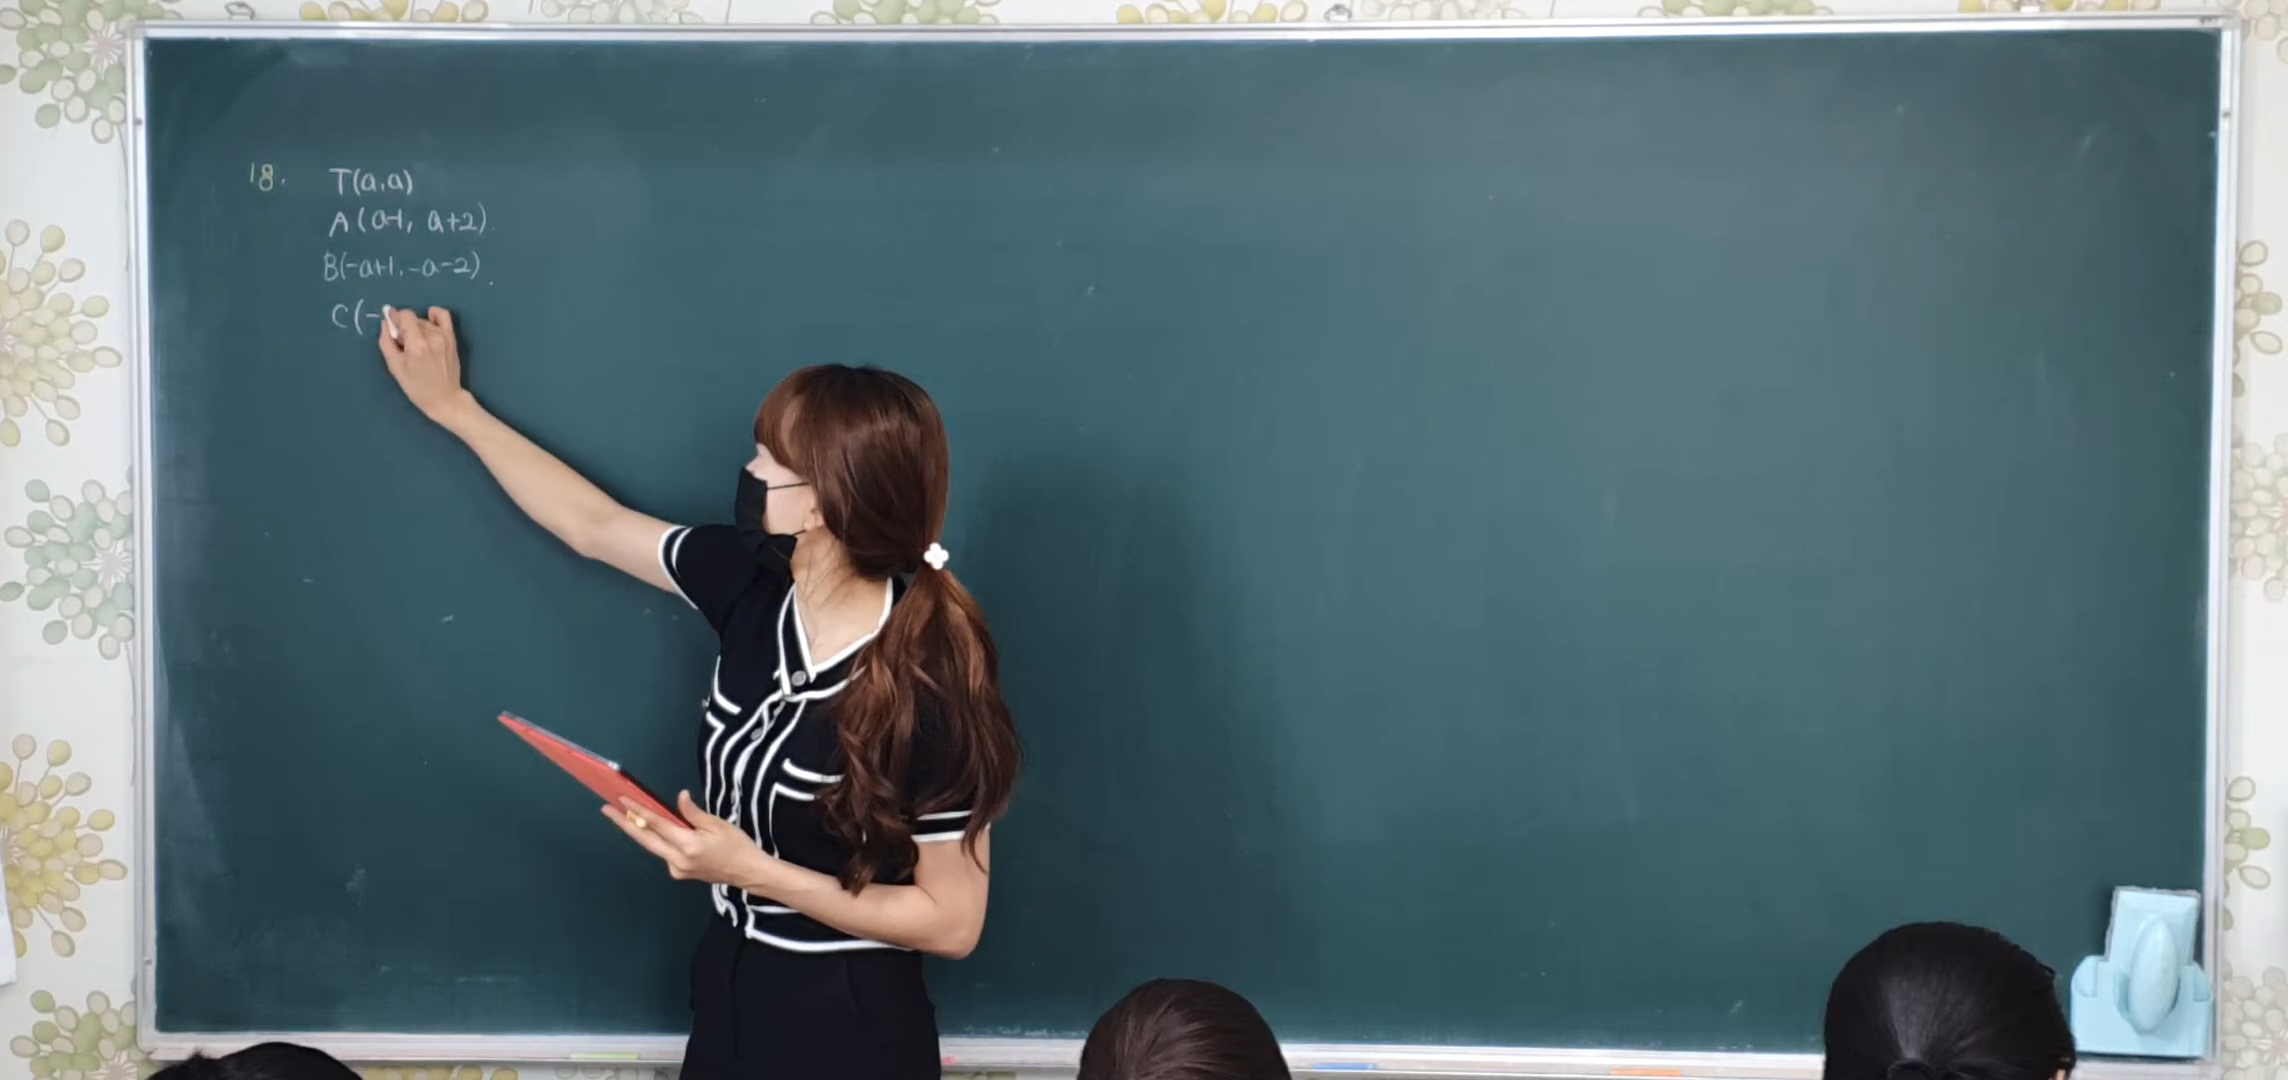 18. T(a,a)
A(a-1, a+2).
B(-a+1, -a-2).
C(-